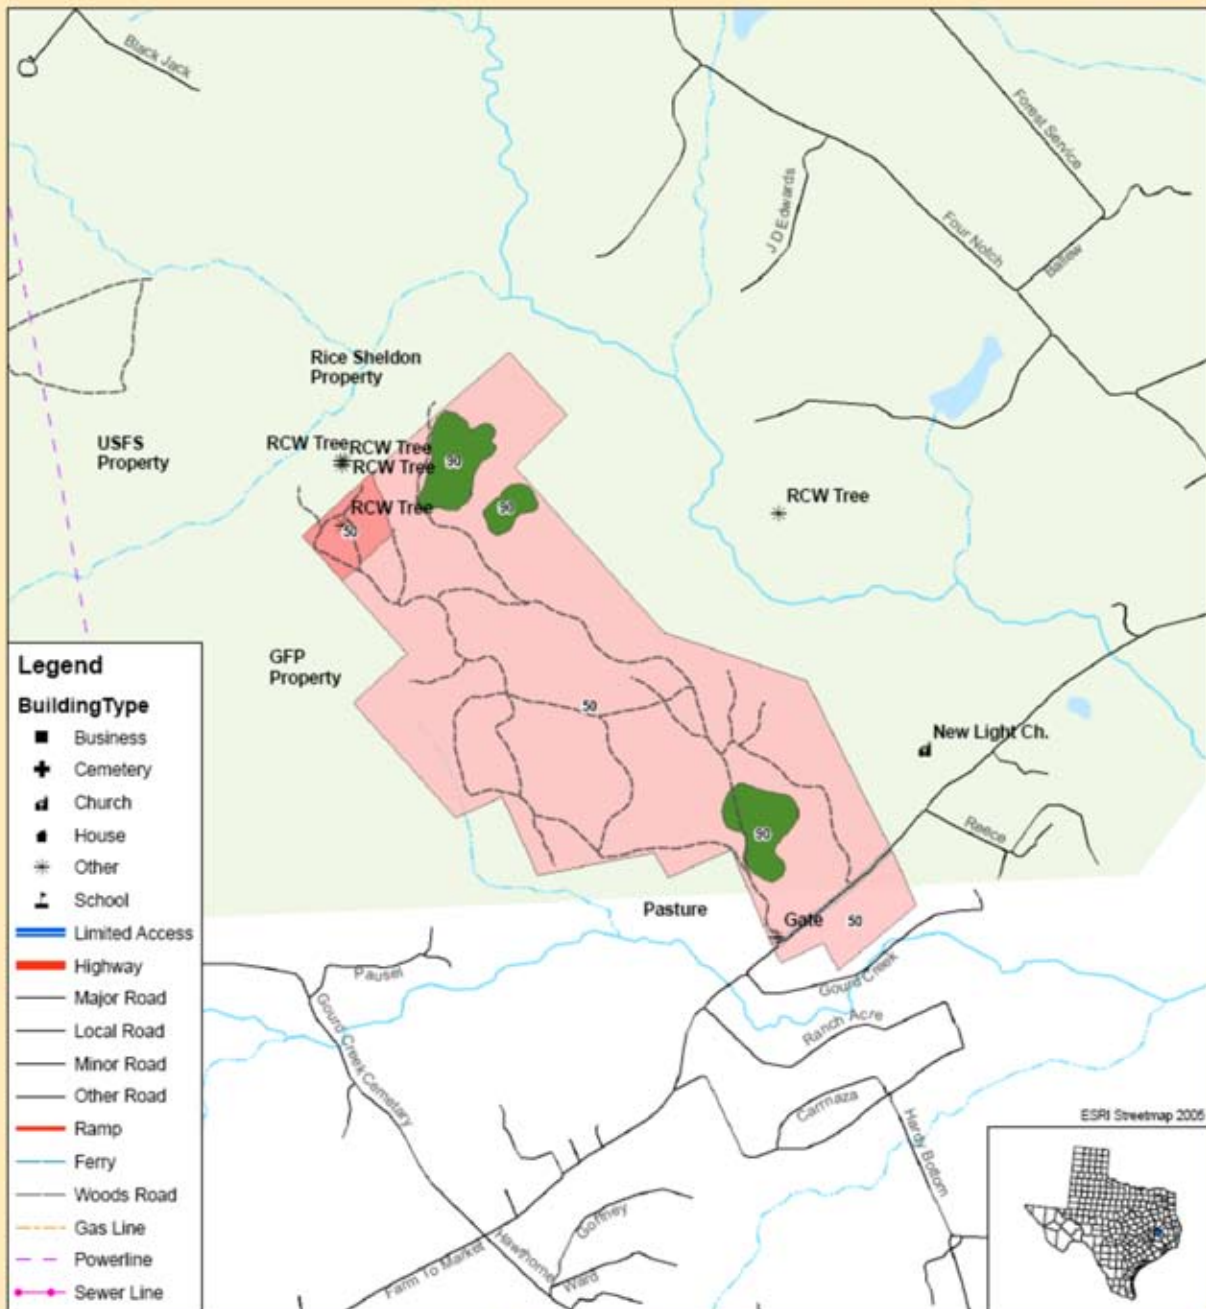 Black Jack
Forest Service
J D Edwards
Four Notch
Ballew
Rice Sheldon
Property
USFS
Property
RCW Tree
RCW Tree
RCW Tree
90
RCW Tree
50
90
RCW Tree
GFP
Property
50
New Light Ch.
Reece
90
Pasture
Gate
50
Gourd Creek
Pausel
Gourd Creek Cemetary
Ranch Acre
Carmaza
Hardy Bottom
Goffney
Hawthorne
Ward
Farm To Market
Legend
BuildingType
Business
Cemetery
Church
House
Other
School
Limited Access
Highway
Major Road
Local Road
Minor Road
Other Road
Ramp
Ferry
Woods Road
Gas Line
Powerline
Sewer Line
ESRI Streetmap 2005